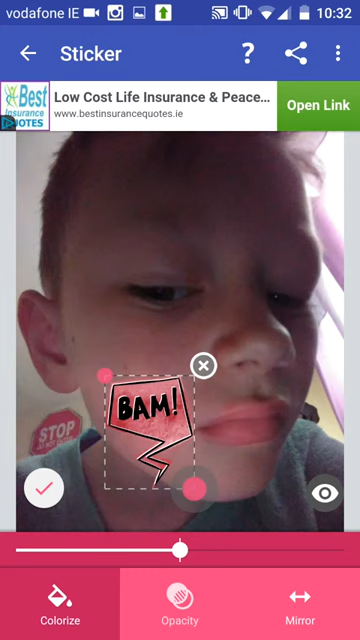 vodafone IE
10:32
Sticker
?
Best
Insurance
QUOTES
Low Cost Life Insurance & Peace...
www.bestinsurancequotes.ie
Open Link
BAM!
STOP
Colorize
Opacity
Mirror